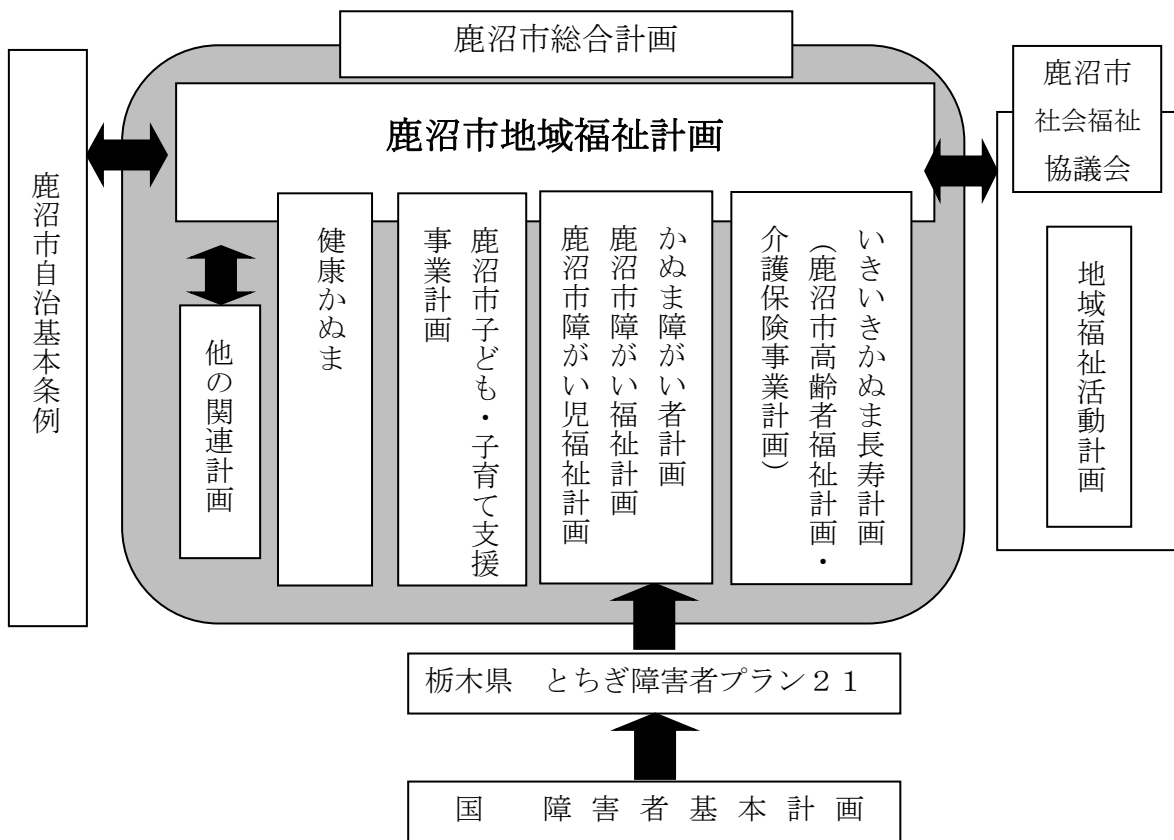 鹿沼市総合計画
鹿沼市地域福祉計画
鹿沼市自治基本条例
鹿沼市
社会福祉
協議会
地域福祉活動計画
いきいきかぬま長寿計画
（鹿沼市高齢者福祉計画・
介護保険事業計画）
かぬま障がい者計画
鹿沼市障がい福祉計画
鹿沼市障がい児福祉計画
鹿沼市子ども・子育て支援
事業計画
健康かぬま
他の関連計画
栃木県　とちぎ障害者プラン２１
国　障害者基本計画